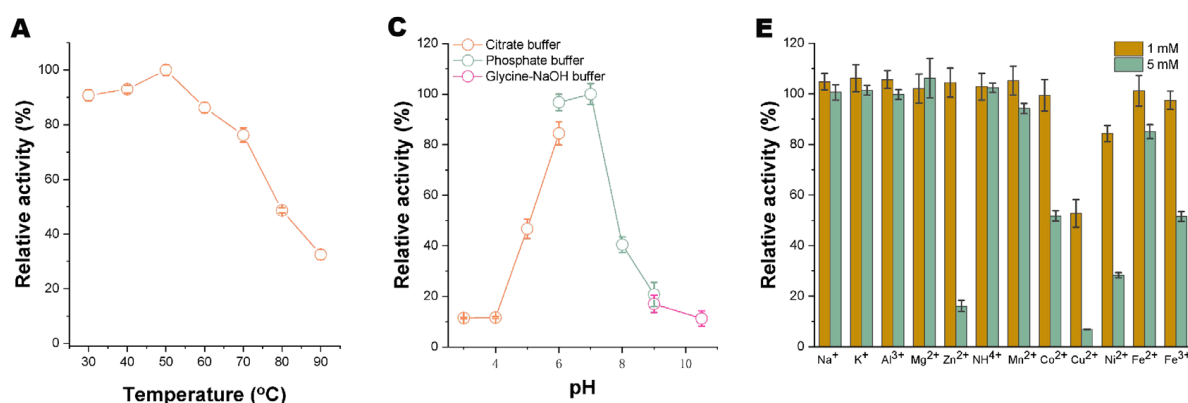 A
Relative activity (%)
100
80
60
40
20
0
30 40 50 60 70 80 90
Temperature (ºC)
C
Citrate buffer
Phosphate buffer
Glycine-NaOH buffer
Relative activity (%)
120
100
80
60
40
20
0
4 6 8 10
pH
E
1 mM
5 mM
Relative activity (%)
120
100
80
60
40
20
0
Na⁺ K⁺ Al³⁺ Mg²⁺ Zn²⁺ NH⁴⁺ Mn²⁺ Co²⁺ Cu²⁺ Ni²⁺ Fe²⁺ Fe³⁺